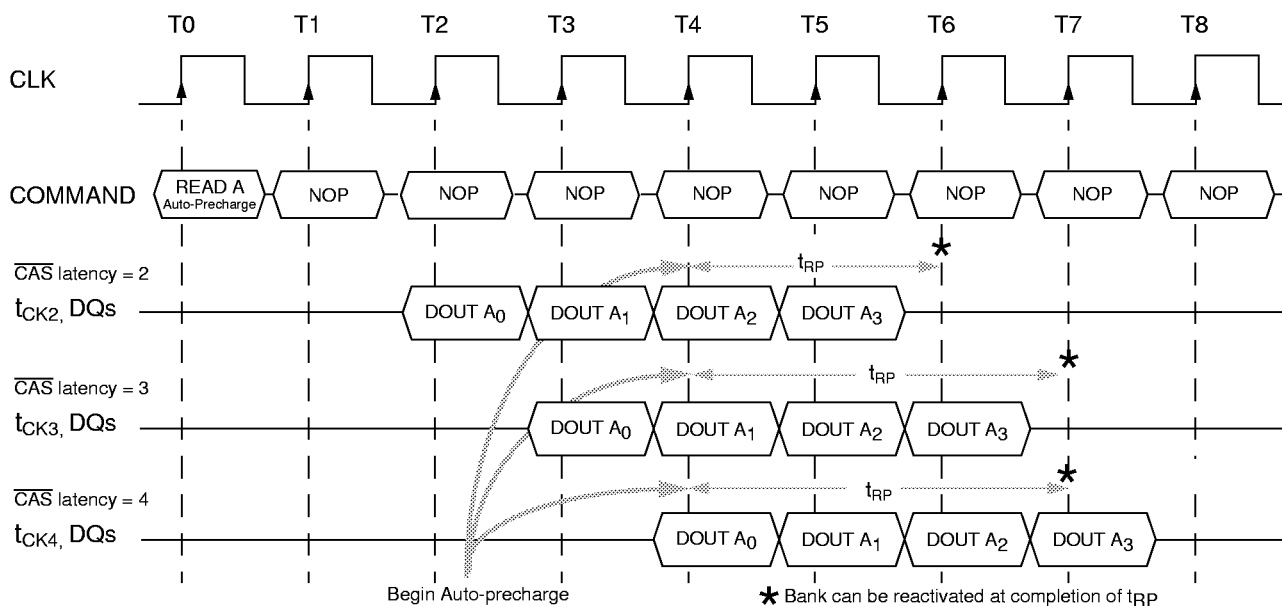 T0 T1 T2 T3 T4 T5 T6 T7 T8
CLK
COMMAND
READ A
Auto-Precharge
NOP NOP NOP NOP NOP NOP NOP NOP
CAS latency = 2
tRP
*
tCK2, DQs
DOUT A0 DOUT A1 DOUT A2 DOUT A3
CAS latency = 3
tRP
*
tCK3, DQs
DOUT A0 DOUT A1 DOUT A2 DOUT A3
CAS latency = 4
tRP
*
tCK4, DQs
DOUT A0 DOUT A1 DOUT A2 DOUT A3
Begin Auto-precharge
* Bank can be reactivated at completion of tRP